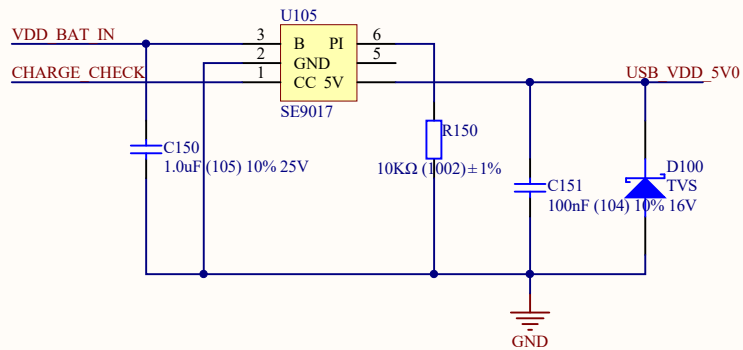 U105
VDD_BAT_IN
3
B
PI
6
2
GND
5
CHARGE_CHECK
1
CC
5V
USB_VDD_5V0
SE9017
C150
1.0uF (105) 10% 25V
R150
10KΩ (1002)±1%
C151
100nF (104) 10% 16V
D100
TVS
GND